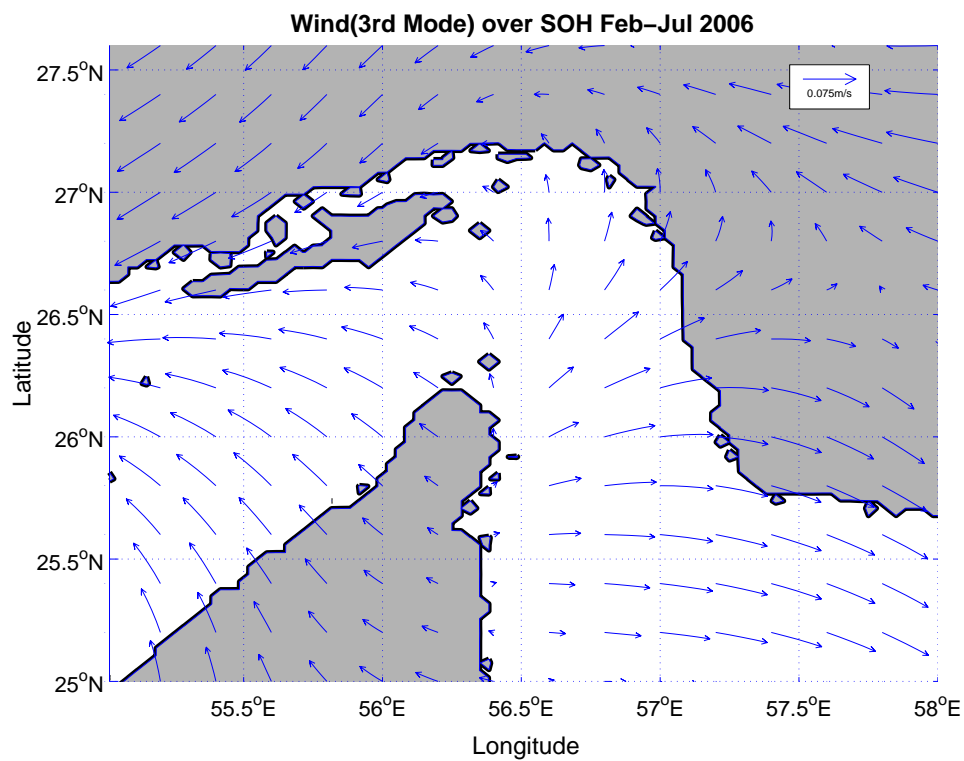 Wind(3rd Mode) over SOH Feb−Jul 2006
0.075m/s
27.5°N
27°N
26.5°N
26°N
25.5°N
25°N
Latitude
55.5°E
56°E
56.5°E
57°E
57.5°E
58°E
Longitude